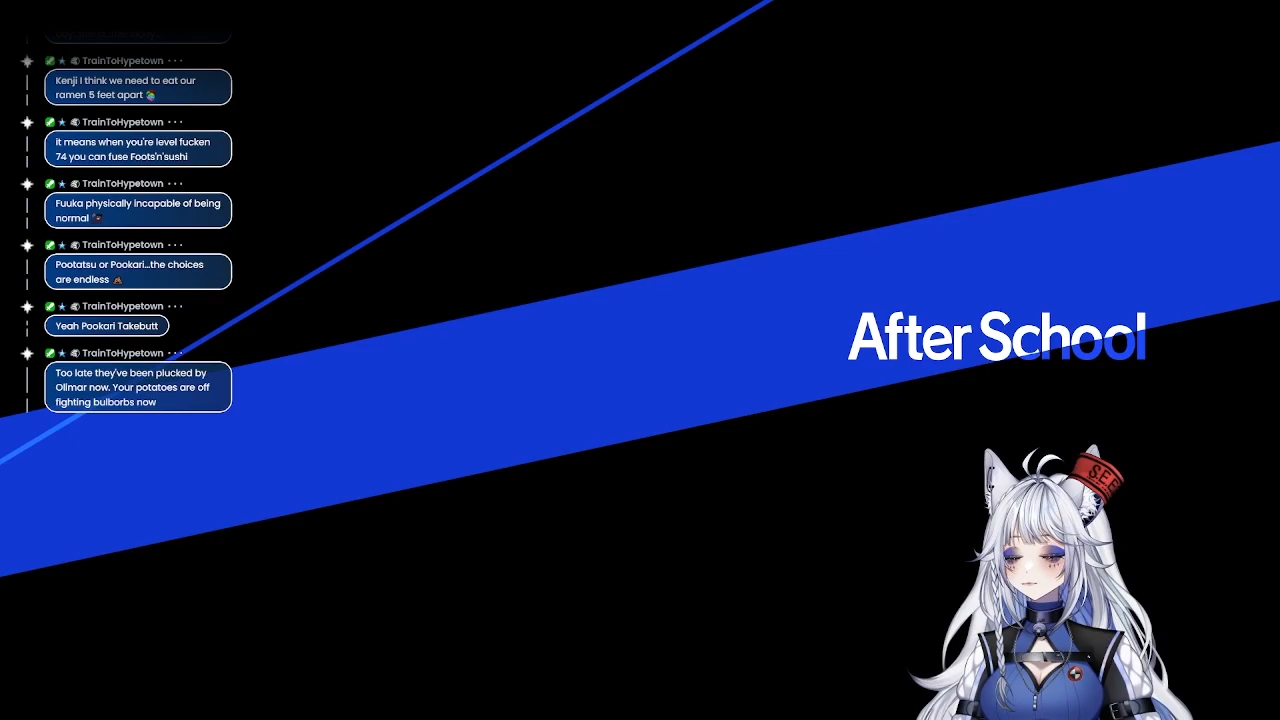 TrainToHypetown
Kenji I think we need to eat our
ramen 5 feet apart
TrainToHypetown
it means when you're level fucken
74 you can fuse Foots'n'sushi
TrainToHypetown
Fuuka physically incapable of being
normal
TrainToHypetown
Pootatsu or Pookari...the choices
are endless
TrainToHypetown
Yeah Pookari Takebutt
TrainToHypetown
Too late they've been plucked by
Olimar now. Your potatoes are off
fighting bulborbs now
After School
S.E.E